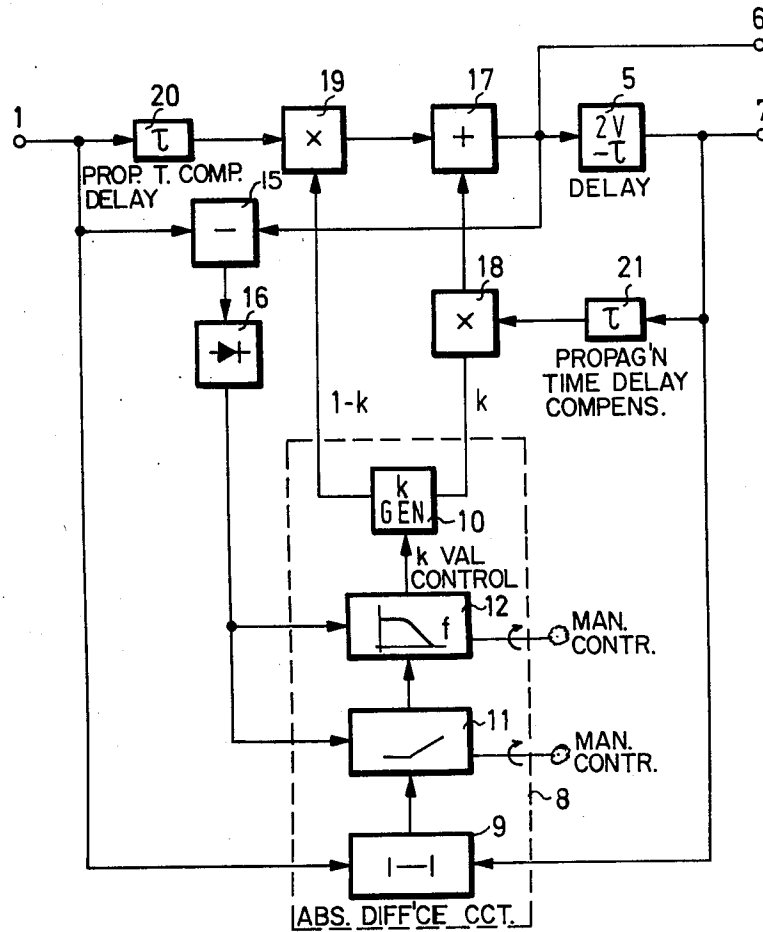 6
1
20
19
17
5
7
τ
×
+
2V
-τ
PROP. T. COMP.
DELAY
15
DELAY
−
18
21
16
×
τ
PROPAG'N
TIME DELAY
COMPENS.
1-k
k
k
GEN.
10
k VAL
CONTROL
12
f
MAN.
CONTR.
11
MAN.
CONTR.
8
9
|—|
ABS. DIFF'CE CCT.